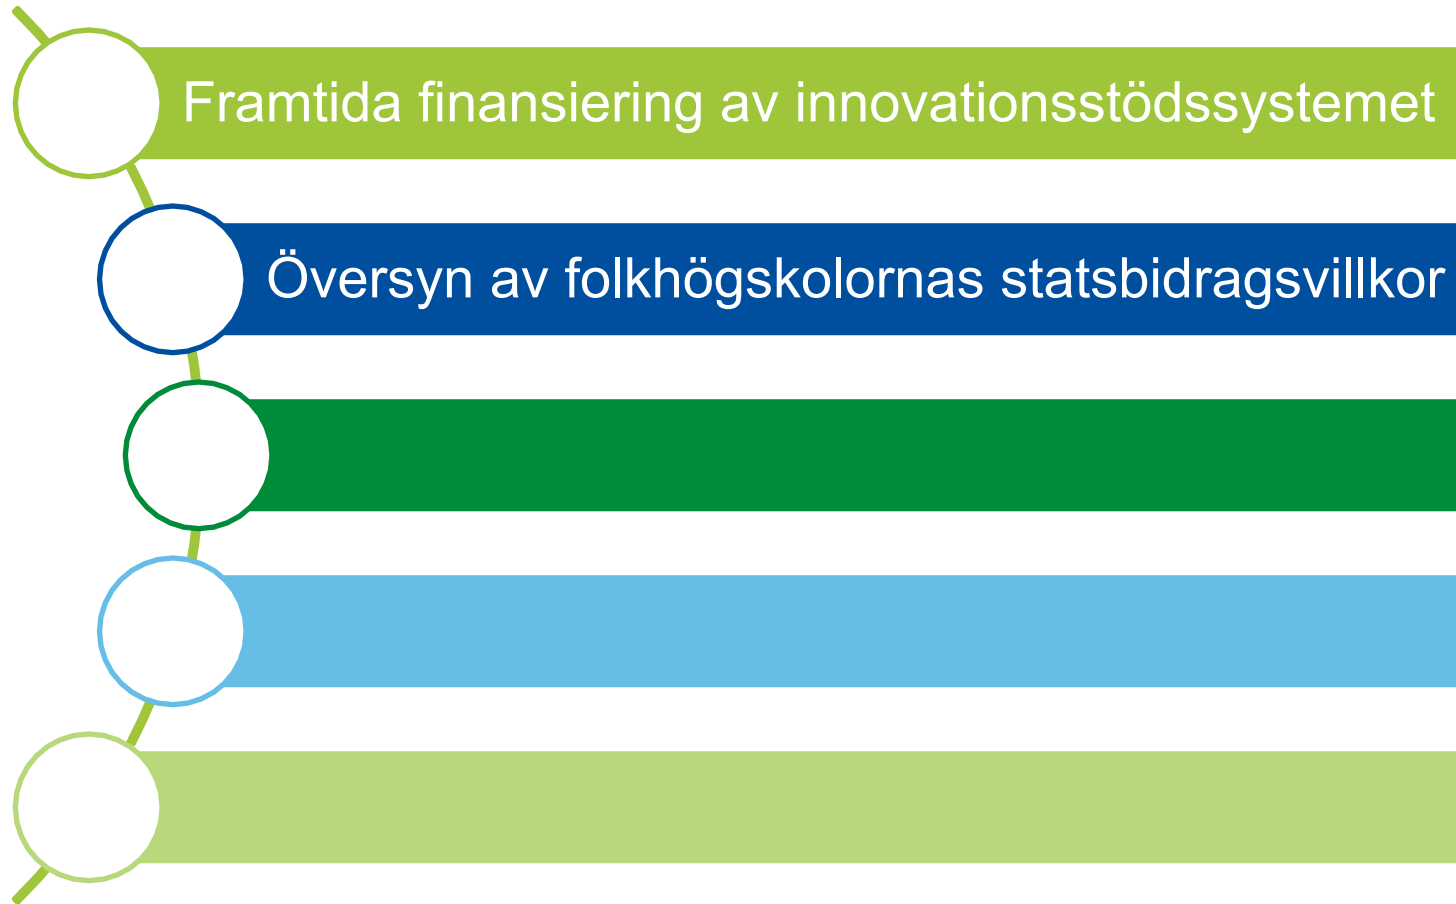 Framtida finansiering av innovationsstödssystemet
Översyn av folkhögskolornas statsbidragsvillkor